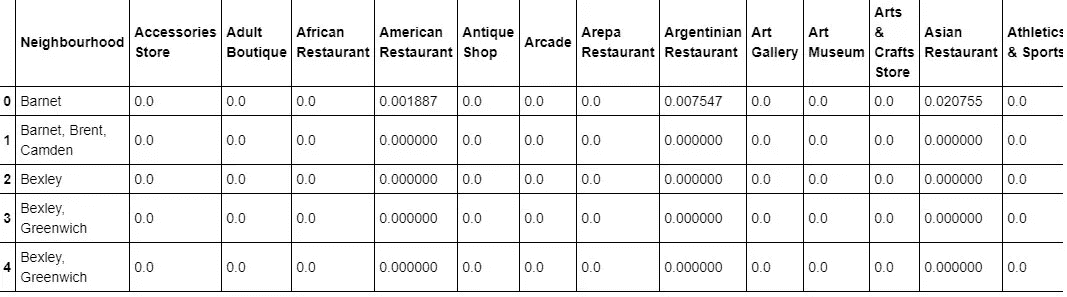 Neighbourhood Accessories Store Adult Boutique African Restaurant American Restaurant Antique Shop Arcade Arepa Restaurant Argentinian Restaurant Art Gallery Art Museum Arts & Crafts Store Asian Restaurant Athletics & Sports
0 Barnet 0.0 0.0 0.0 0.001887 0.0 0.0 0.0 0.007547 0.0 0.0 0.0 0.020755 0.0
1 Barnet, Brent, Camden 0.0 0.0 0.0 0.000000 0.0 0.0 0.0 0.000000 0.0 0.0 0.0 0.000000 0.0
2 Bexley 0.0 0.0 0.0 0.000000 0.0 0.0 0.0 0.000000 0.0 0.0 0.0 0.000000 0.0
3 Bexley, Greenwich 0.0 0.0 0.0 0.000000 0.0 0.0 0.0 0.000000 0.0 0.0 0.0 0.000000 0.0
4 Bexley, Greenwich 0.0 0.0 0.0 0.000000 0.0 0.0 0.0 0.000000 0.0 0.0 0.0 0.000000 0.0